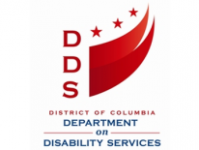 DDS
DISTRICT OF COLUMBIA
DEPARTMENT
on
DISABILITY SERVICES